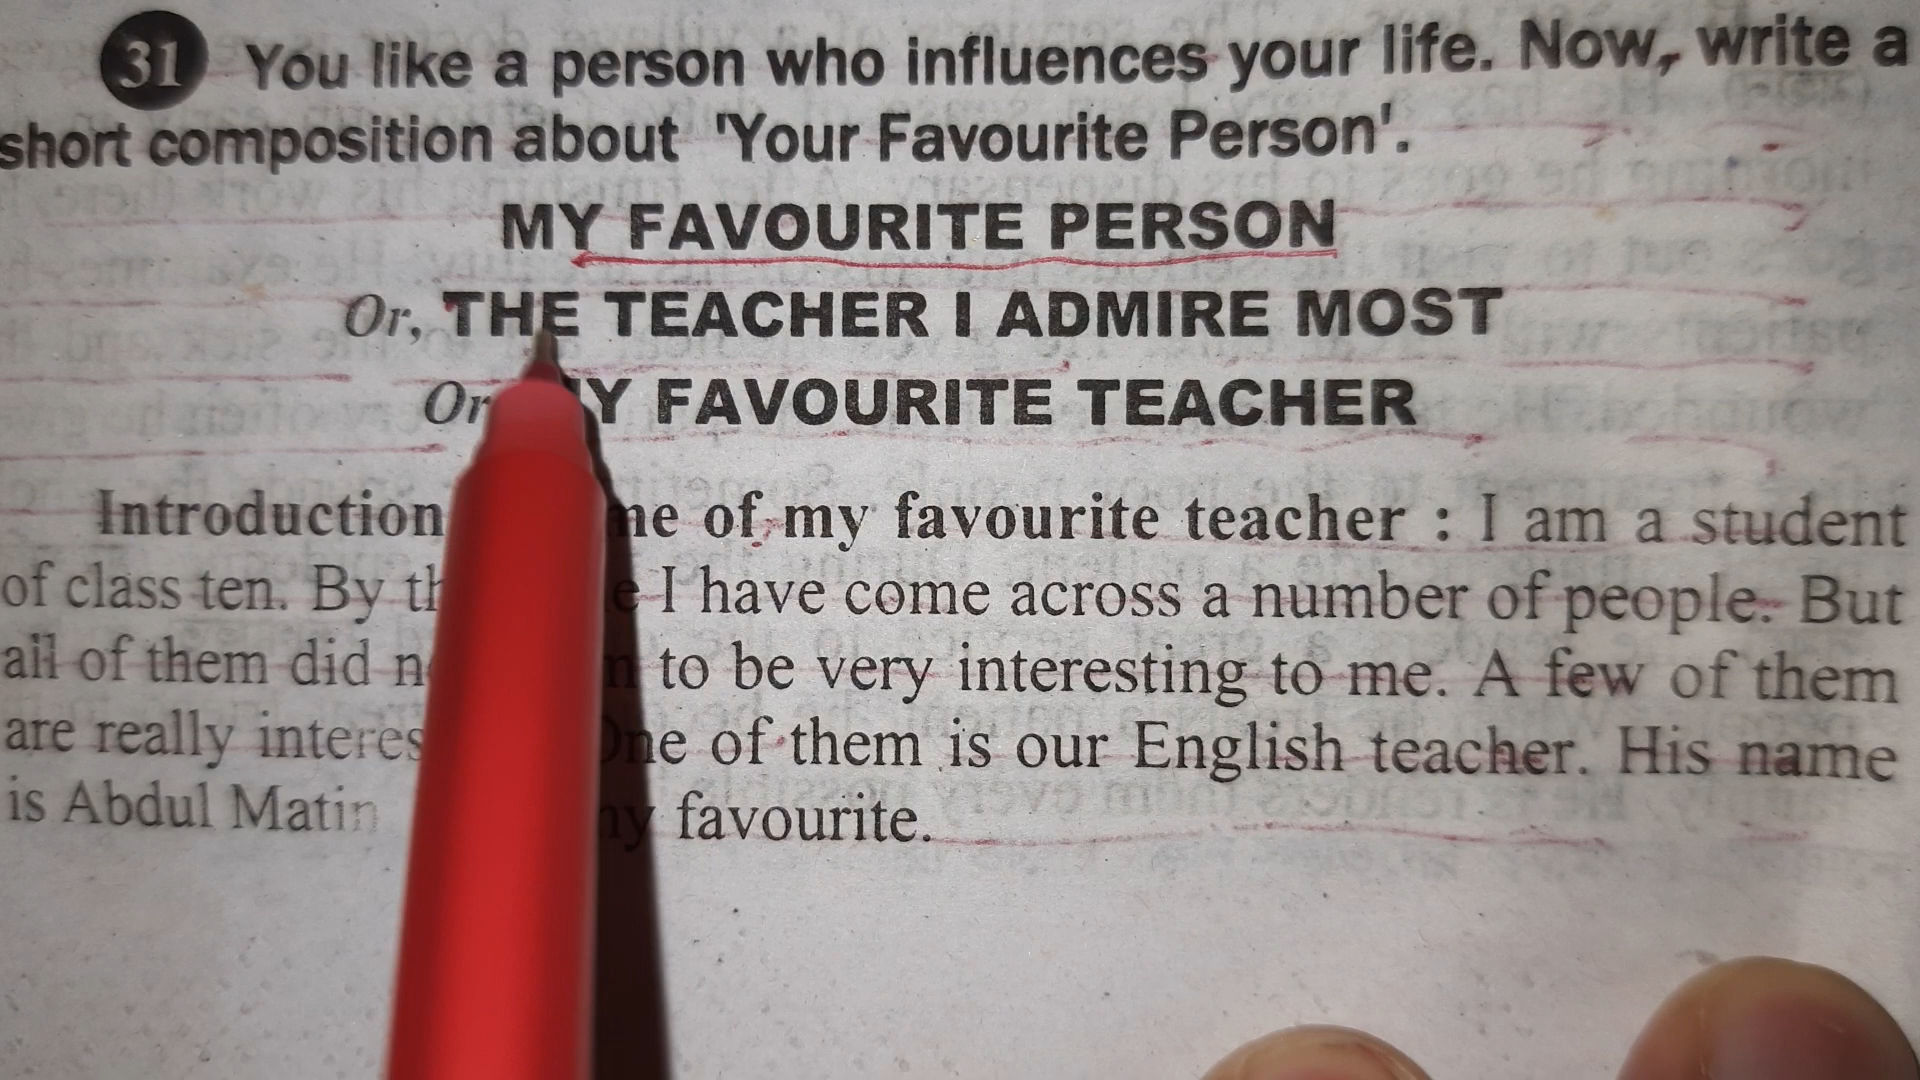 31 You like a person who influences your life. Now, write a
short composition about 'Your Favourite Person'.
MY FAVOURITE PERSON
Or, THE TEACHER I ADMIRE MOST
Or MY FAVOURITE TEACHER
Introduction of my favourite teacher : I am a student
of class ten. By I have come across a number of people. But
all of them did to be very interesting to me. A few of them
are really One of them is our English teacher. His name
is Abdul Matin my favourite.